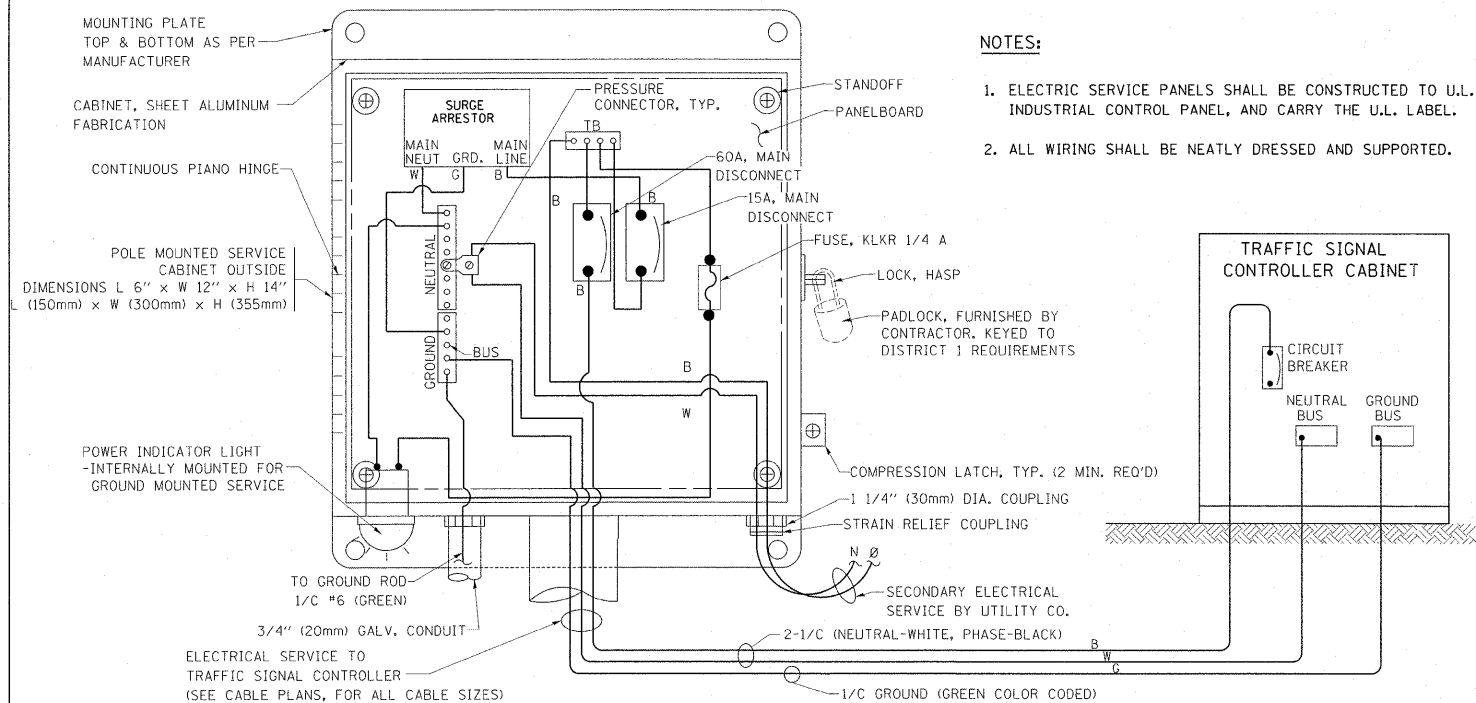 MOUNTING PLATE
TOP & BOTTOM AS PER
MANUFACTURER
CABINET, SHEET ALUMINUM
FABRICATION
CONTINUOUS PIANO HINGE
POLE MOUNTED SERVICE
CABINET OUTSIDE
DIMENSIONS L 6" x W 12" x H 14"
L (150mm) x W (300mm) x H (355mm)
POWER INDICATOR LIGHT
-INTERNALLY MOUNTED FOR
GROUND MOUNTED SERVICE
SURGE
ARRESTOR
MAIN
NEUT
GRD.
MAIN
LINE
W
G
B
PRESSURE
CONNECTOR, TYP.
TB
60A, MAIN
DISCONNECT
15A, MAIN
DISCONNECT
B
B
B
NEUTRAL
GROUND
BUS
B
W
STANDOFF
PANELBOARD
FUSE, KLKR 1/4 A
LOCK, HASP
PADLOCK, FURNISHED BY
CONTRACTOR. KEYED TO
DISTRICT 1 REQUIREMENTS
COMPRESSION LATCH, TYP. (2 MIN. REQ'D)
1 1/4" (30mm) DIA. COUPLING
STRAIN RELIEF COUPLING
N Ø
SECONDARY ELECTRICAL
SERVICE BY UTILITY CO.
TO GROUND ROD
1/C #6 (GREEN)
3/4" (20mm) GALV. CONDUIT
ELECTRICAL SERVICE TO
TRAFFIC SIGNAL CONTROLLER
(SEE CABLE PLANS, FOR ALL CABLE SIZES)
2-1/C (NEUTRAL-WHITE, PHASE-BLACK)
B
W
G
1/C GROUND (GREEN COLOR CODED)
NOTES:
1. ELECTRIC SERVICE PANELS SHALL BE CONSTRUCTED TO U.L.
INDUSTRIAL CONTROL PANEL, AND CARRY THE U.L. LABEL.
2. ALL WIRING SHALL BE NEATLY DRESSED AND SUPPORTED.
TRAFFIC SIGNAL
CONTROLLER CABINET
CIRCUIT
BREAKER
NEUTRAL
BUS
GROUND
BUS